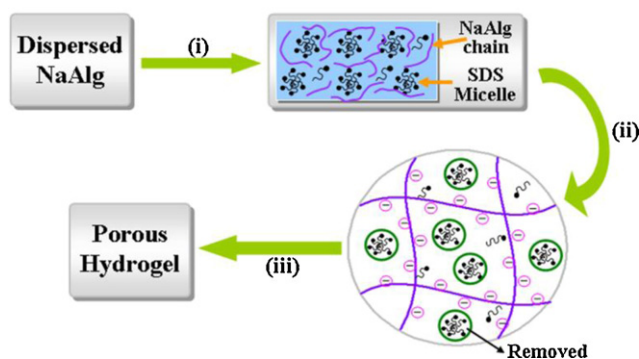 Dispersed
NaAlg
(i)
NaAlg
chain
SDS
Micelle
(ii)
Porous
Hydrogel
(iii)
Removed